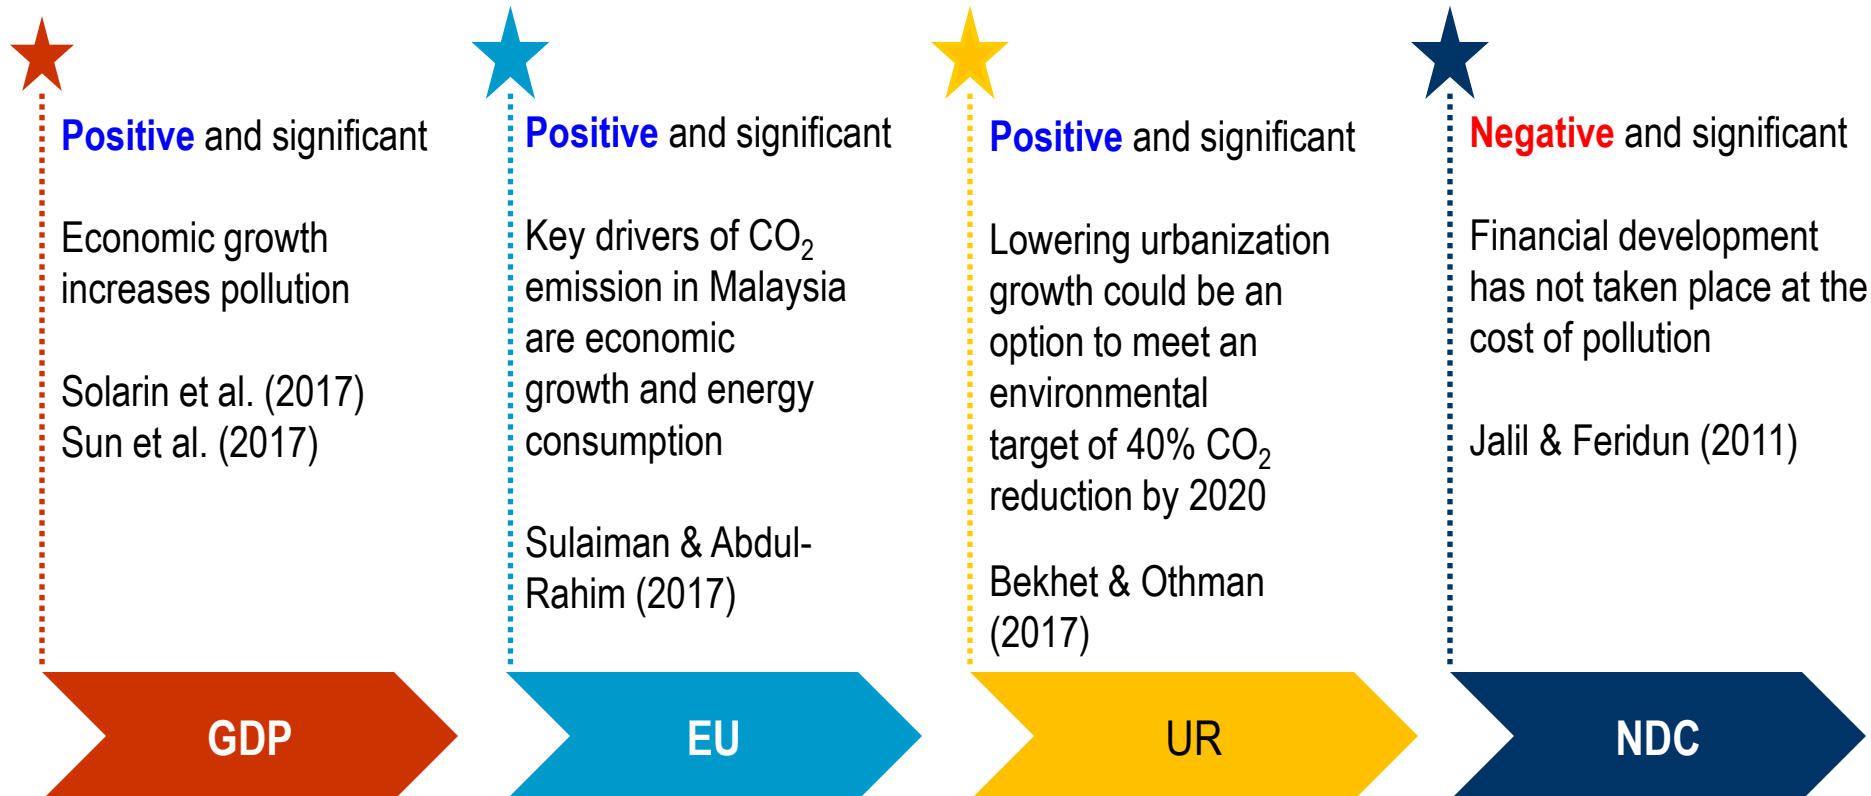 Positive and significant
Economic growth
increases pollution
Solarin et al. (2017)
Sun et al. (2017)
GDP
Positive and significant
Key drivers of CO₂
emission in Malaysia
are economic
growth and energy
consumption
Sulaiman & Abdul-
Rahim (2017)
EU
Positive and significant
Lowering urbanization
growth could be an
option to meet an
environmental
target of 40% CO₂
reduction by 2020
Bekhet & Othman
(2017)
UR
Negative and significant
Financial development
has not taken place at the
cost of pollution
Jalil & Feridun (2011)
NDC